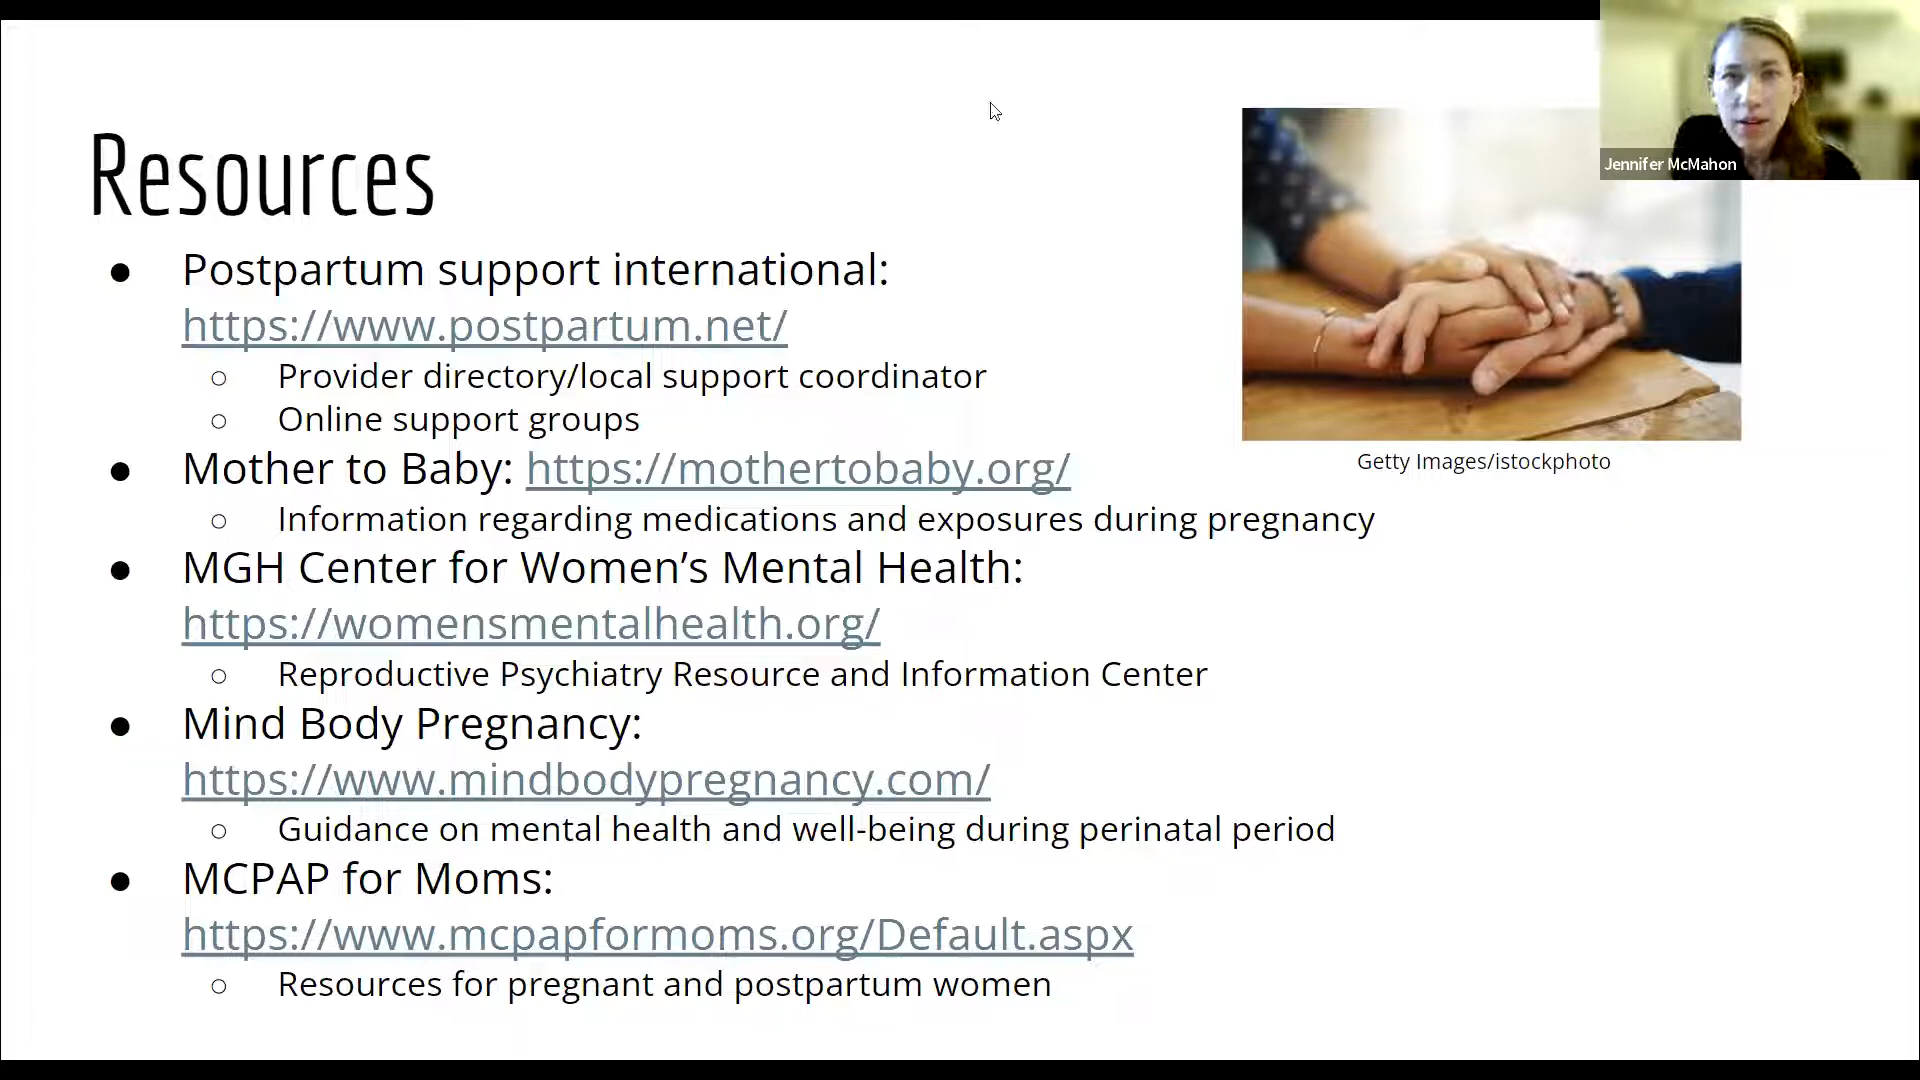 Resources
● Postpartum support international:
https://www.postpartum.net/
○ Provider directory/local support coordinator
○ Online support groups
● Mother to Baby: https://mothertobaby.org/
○ Information regarding medications and exposures during pregnancy
● MGH Center for Women’s Mental Health:
https://womensmentalhealth.org/
○ Reproductive Psychiatry Resource and Information Center
● Mind Body Pregnancy:
https://www.mindbodypregnancy.com/
○ Guidance on mental health and well-being during perinatal period
● MCPAP for Moms:
https://www.mcpapformoms.org/Default.aspx
○ Resources for pregnant and postpartum women
Getty Images/istockphoto
Jennifer McMahon